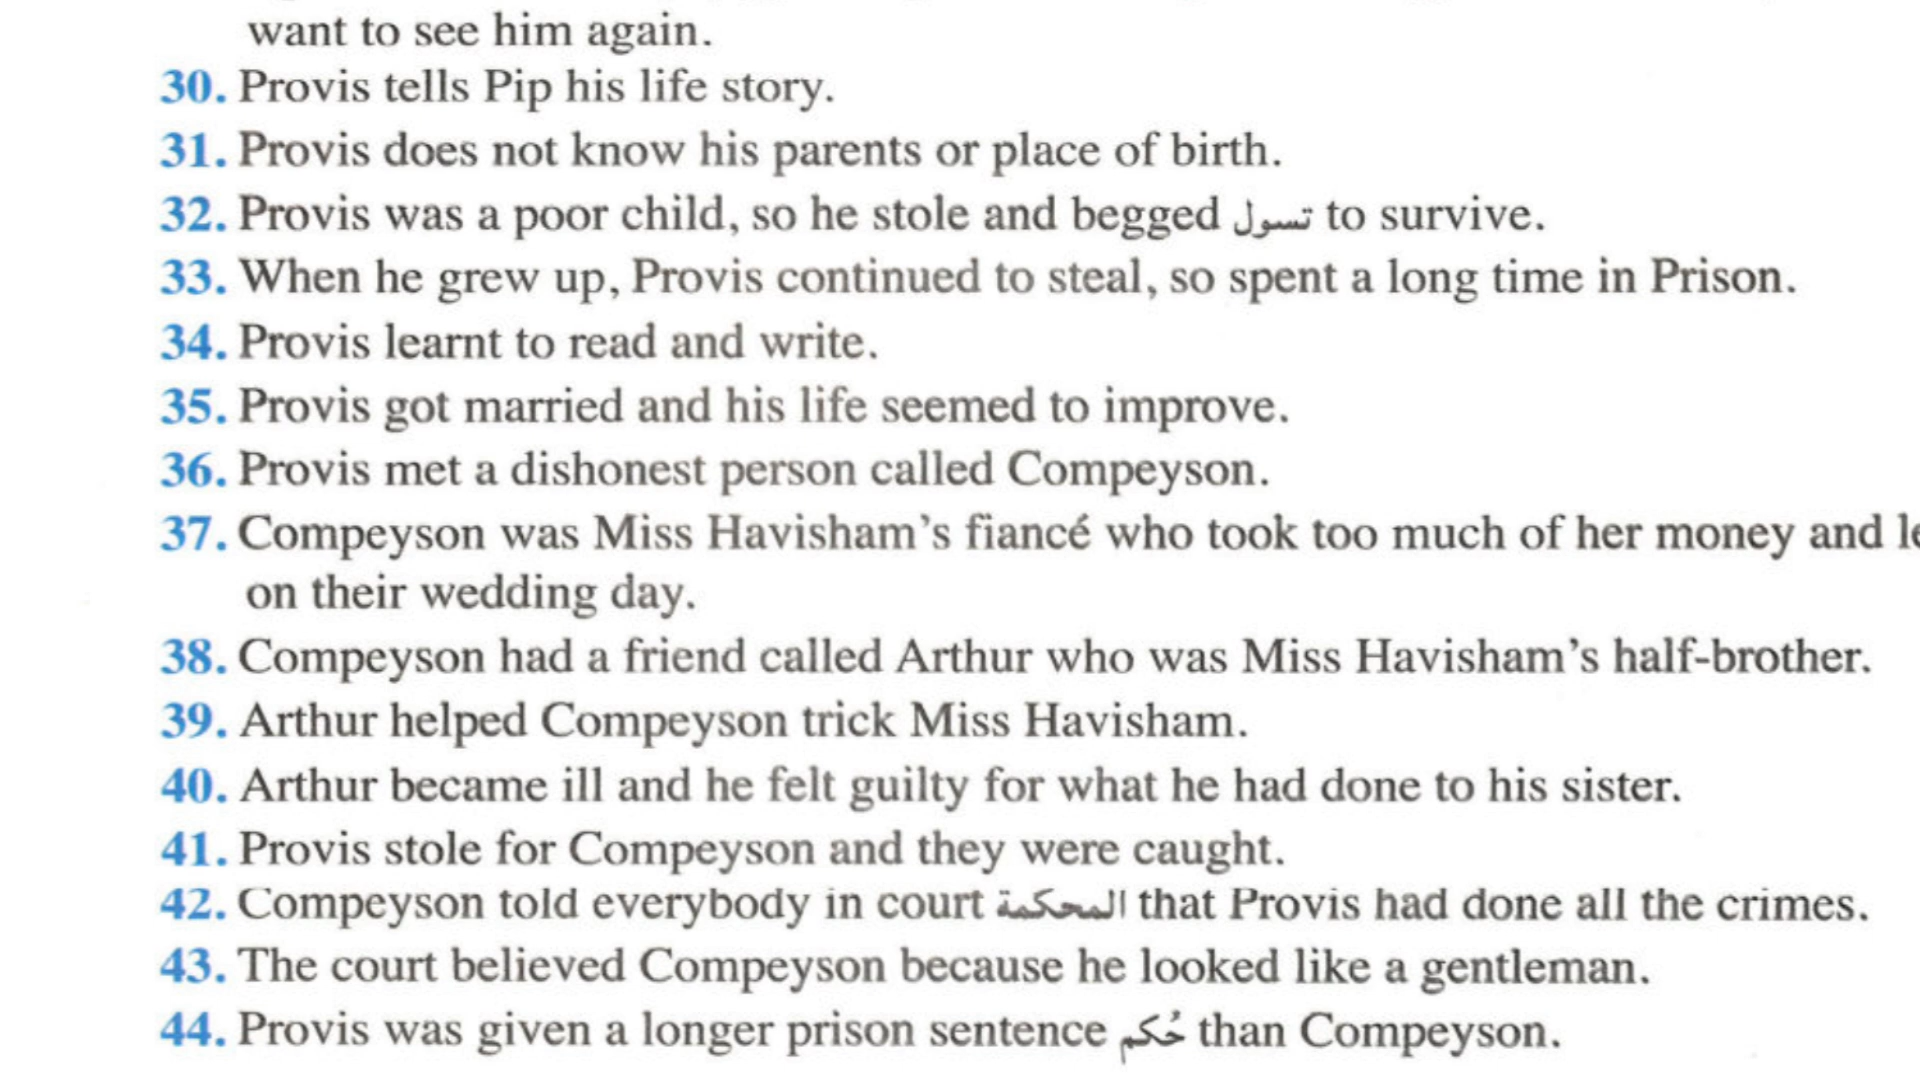 want to see him again.
30. Provis tells Pip his life story.
31. Provis does not know his parents or place of birth.
32. Provis was a poor child, so he stole and begged تسول to survive.
33. When he grew up, Provis continued to steal, so spent a long time in Prison.
34. Provis learnt to read and write.
35. Provis got married and his life seemed to improve.
36. Provis met a dishonest person called Compeyson.
37. Compeyson was Miss Havisham's fiancé who took too much of her money and
on their wedding day.
38. Compeyson had a friend called Arthur who was Miss Havisham's half-brother.
39. Arthur helped Compeyson trick Miss Havisham.
40. Arthur became ill and he felt guilty for what he had done to his sister.
41. Provis stole for Compeyson and they were caught.
42. Compeyson told everybody in court المحكمة that Provis had done all the crimes.
43. The court believed Compeyson because he looked like a gentleman.
44. Provis was given a longer prison sentence حُكم than Compeyson.